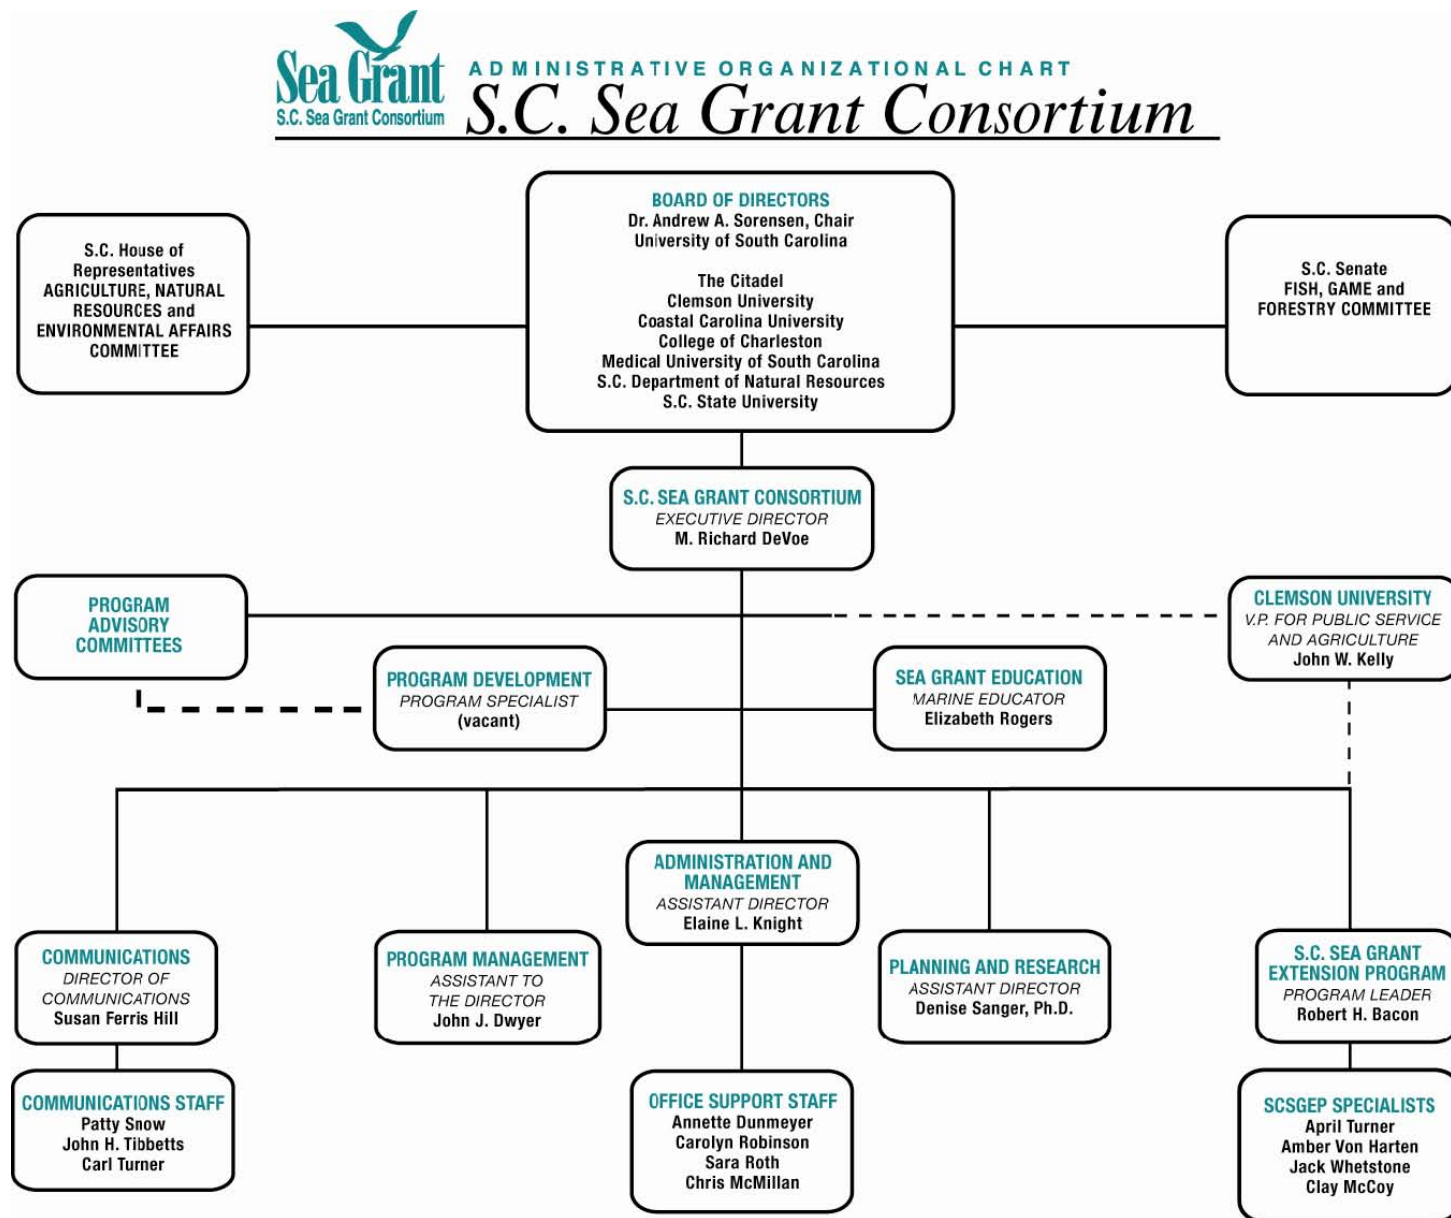 Sea Grant
S.C. Sea Grant Consortium
ADMINISTRATIVE ORGANIZATIONAL CHART
S.C. Sea Grant Consortium
BOARD OF DIRECTORS
Dr. Andrew A. Sorensen, Chair
University of South Carolina
The Citadel
Clemson University
Coastal Carolina University
College of Charleston
Medical University of South Carolina
S.C. Department of Natural Resources
S.C. State University
S.C. House of
Representatives
AGRICULTURE, NATURAL
RESOURCES and
ENVIRONMENTAL AFFAIRS
COMMITTEE
S.C. Senate
FISH, GAME and
FORESTRY COMMITTEE
S.C. SEA GRANT CONSORTIUM
EXECUTIVE DIRECTOR
M. Richard DeVoe
PROGRAM
ADVISORY
COMMITTEES
CLEMSON UNIVERSITY
V.P. FOR PUBLIC SERVICE
AND AGRICULTURE
John W. Kelly
PROGRAM DEVELOPMENT
PROGRAM SPECIALIST
(vacant)
SEA GRANT EDUCATION
MARINE EDUCATOR
Elizabeth Rogers
ADMINISTRATION AND
MANAGEMENT
ASSISTANT DIRECTOR
Elaine L. Knight
COMMUNICATIONS
DIRECTOR OF
COMMUNICATIONS
Susan Ferris Hill
PROGRAM MANAGEMENT
ASSISTANT TO
THE DIRECTOR
John J. Dwyer
PLANNING AND RESEARCH
ASSISTANT DIRECTOR
Denise Sanger, Ph.D.
S.C. SEA GRANT
EXTENSION PROGRAM
PROGRAM LEADER
Robert H. Bacon
COMMUNICATIONS STAFF
Patty Snow
John H. Tibbetts
Carl Turner
OFFICE SUPPORT STAFF
Annette Dunmeyer
Carolyn Robinson
Sara Roth
Chris McMillan
SCSGEP SPECIALISTS
April Turner
Amber Von Harten
Jack Whetstone
Clay McCoy